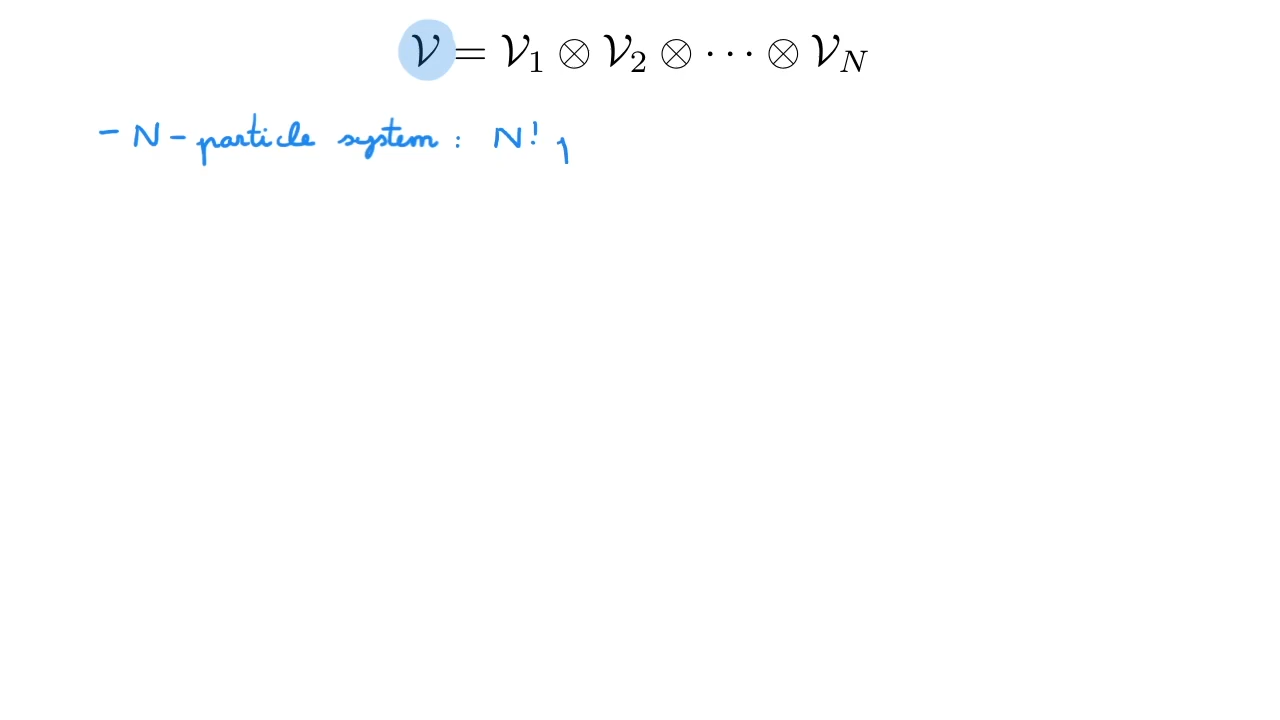 𝒱 = 𝒱₁ ⊗ 𝒱₂ ⊗ ⋯ ⊗ 𝒱_N
- N-particle system : N!